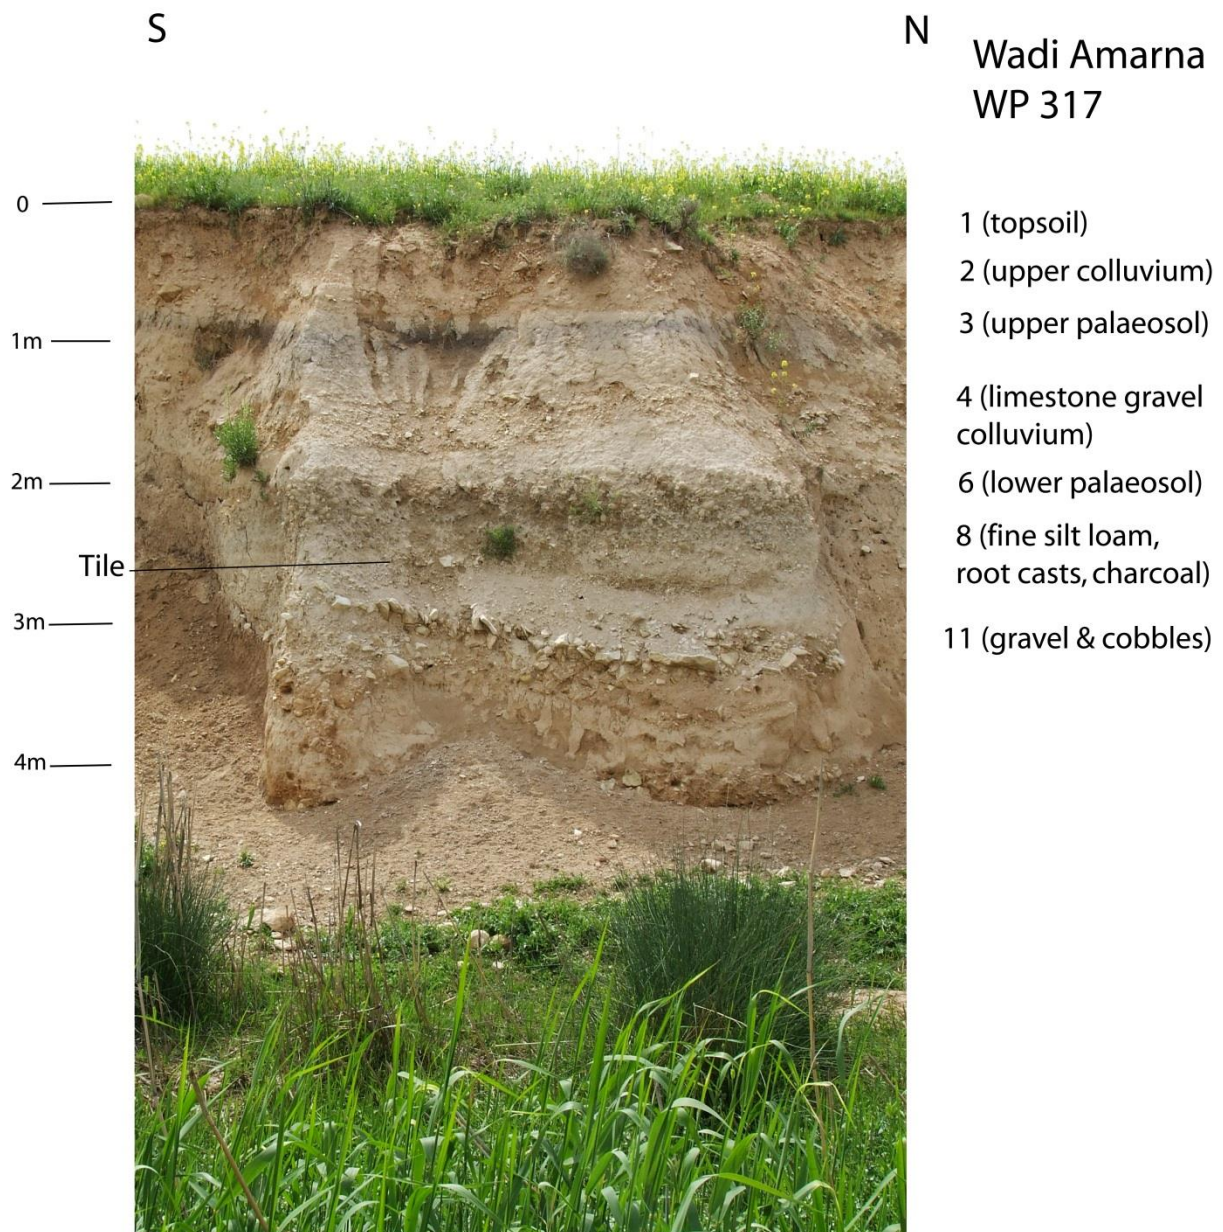 S
N
Wadi Amarna
WP 317
0
1m
2m
Tile
3m
4m
1 (topsoil)
2 (upper colluvium)
3 (upper palaeosol)
4 (limestone gravel
colluvium)
6 (lower palaeosol)
8 (fine silt loam,
root casts, charcoal)
11 (gravel & cobbles)